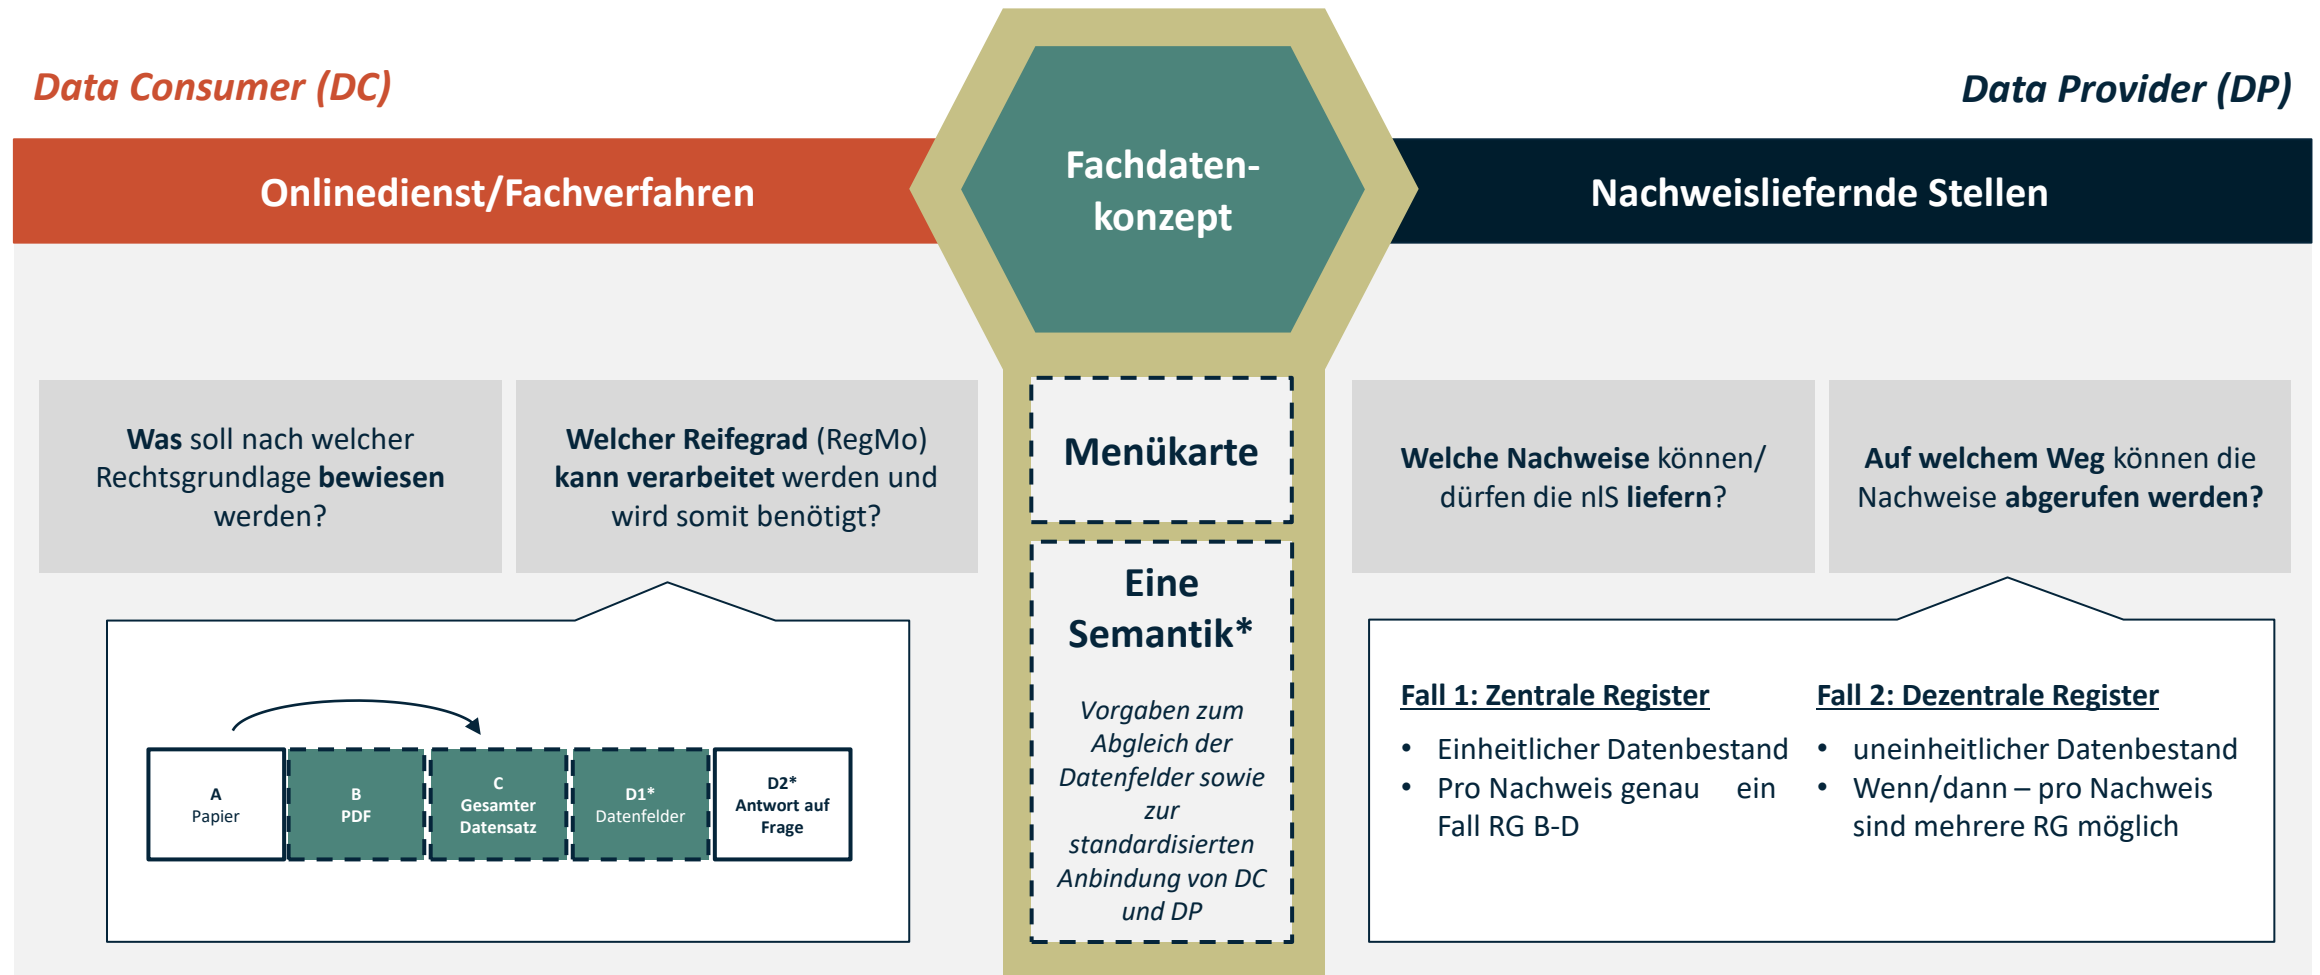 Data Consumer (DC)
Data Provider (DP)
Onlinedienst/Fachverfahren
Fachdaten-
konzept
Nachweisliefernde Stellen
Was soll nach welcher
Rechtsgrundlage bewiesen
werden?
Welcher Reifegrad (RegMo)
kann verarbeitet werden und
wird somit benötigt?
A
Papier
B
PDF
C
Gesamter
Datensatz
D1*
Datenfelder
D2*
Antwort auf
Frage
Menükarte
Eine
Semantik*
Vorgaben zum
Abgleich der
Datenfelder sowie
zur
standardisierten
Anbindung von DC
und DP
Welche Nachweise können/
dürfen die nlS liefern?
Auf welchem Weg können die
Nachweise abgerufen werden?
Fall 1: Zentrale Register
• Einheitlicher Datenbestand
• Pro Nachweis genau ein
Fall RG B-D
Fall 2: Dezentrale Register
• uneinheitlicher Datenbestand
• Wenn/dann – pro Nachweis
sind mehrere RG möglich